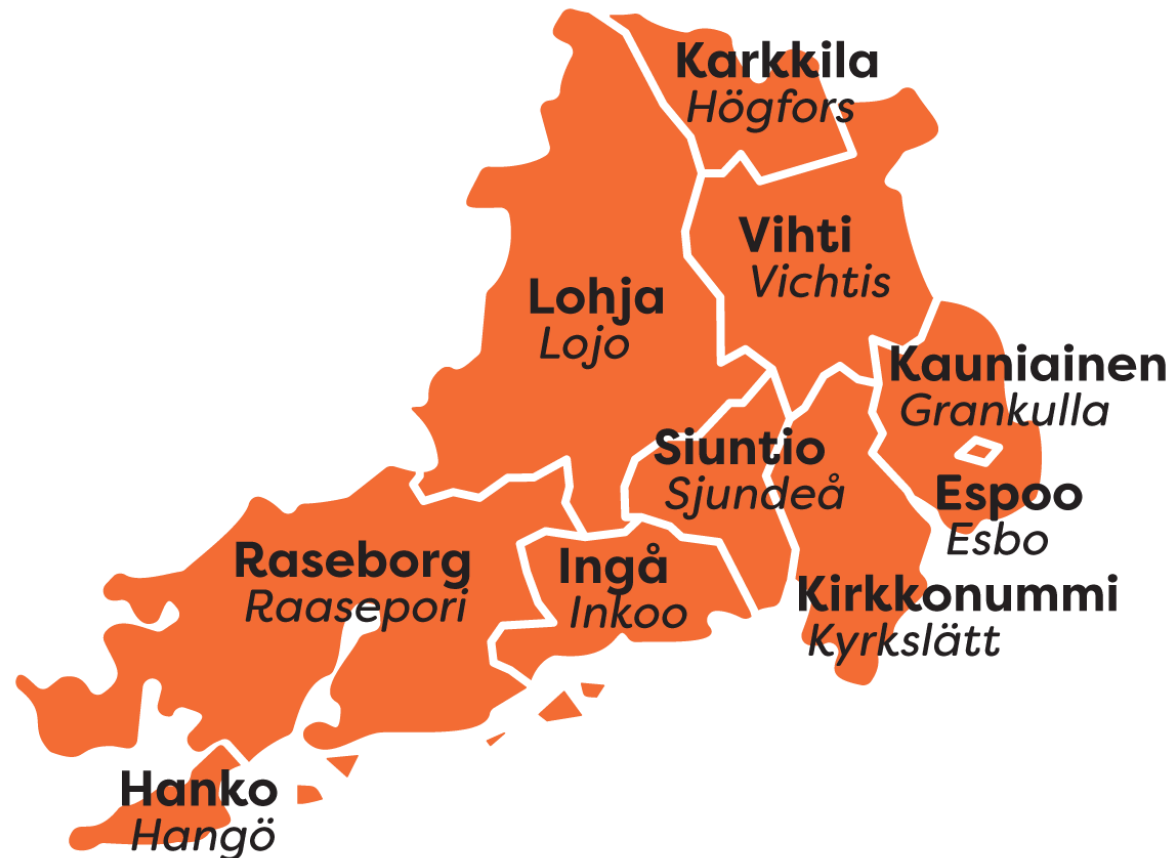 Karkkila
Högfors
Vihti
Vichtis
Lohja
Lojo
Kauniainen
Grankulla
Siuntio
Sjundeå
Espoo
Esbo
Raseborg
Raasepori
Ingå
Inkoo
Kirkkonummi
Kyrkslätt
Hanko
Hangö